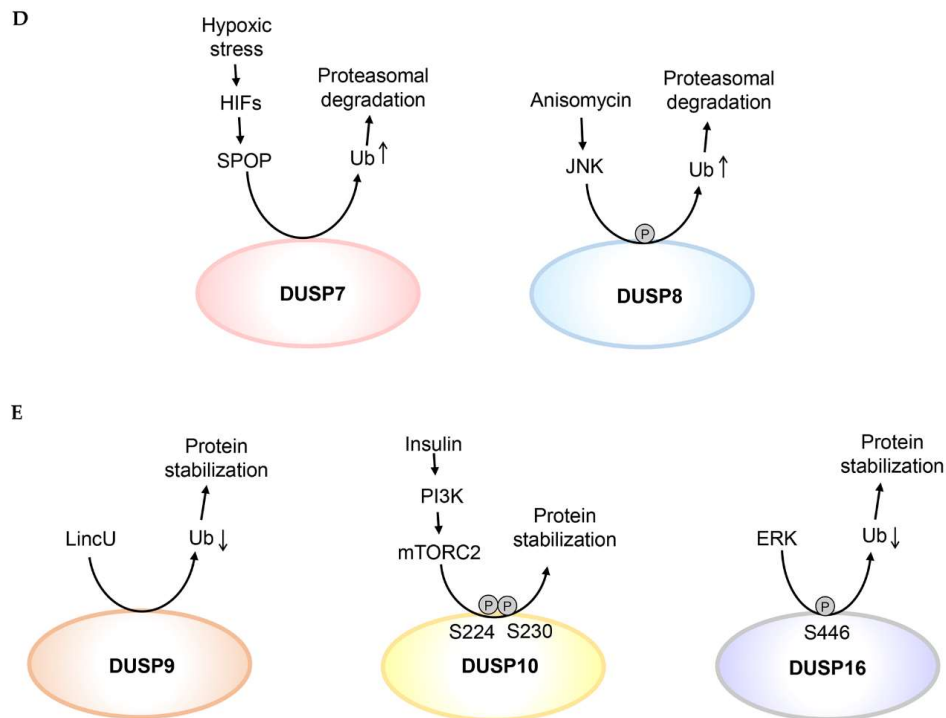 D
Hypoxic
stress
HIFs
SPOP
Proteasomal
degradation
Ub↑
DUSP7
Anisomycin
JNK
Proteasomal
degradation
Ub↑
P
DUSP8
E
LincU
Protein
stabilization
Ub↓
DUSP9
Insulin
PI3K
mTORC2
Protein
stabilization
P P
S224 S230
DUSP10
ERK
Protein
stabilization
Ub↓
P
S446
DUSP16